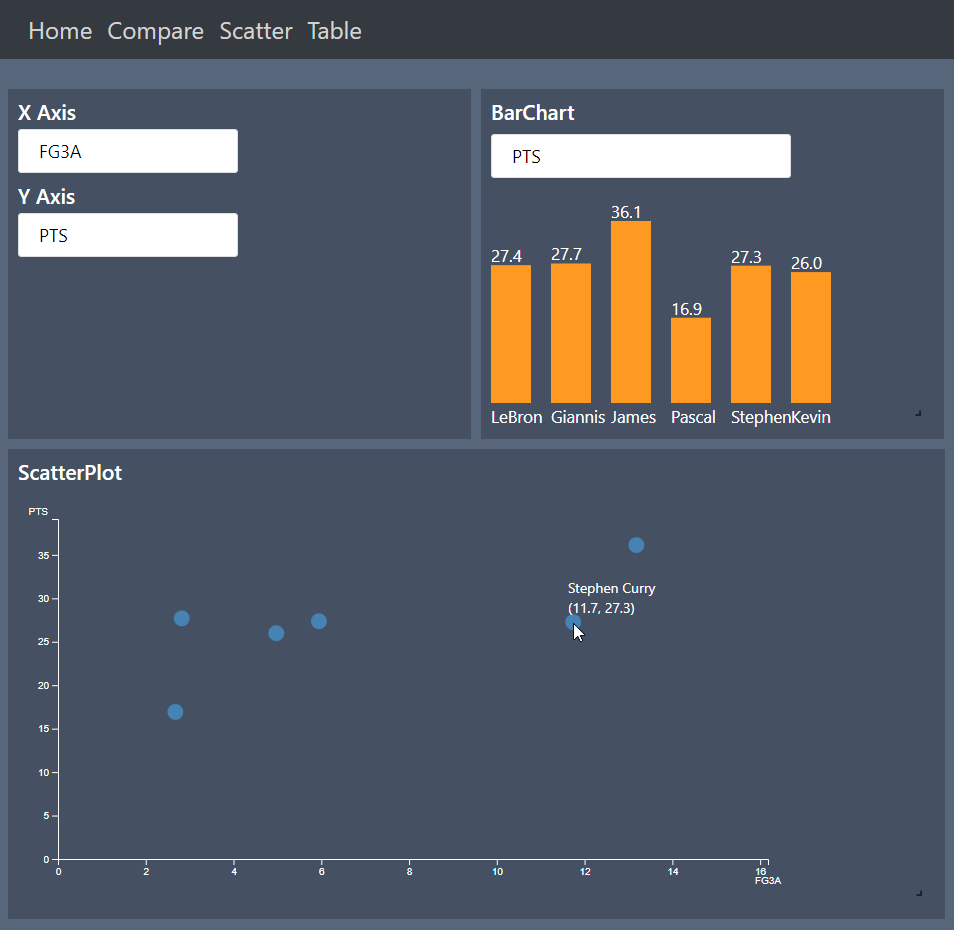 Home Compare Scatter Table
X Axis
FG3A
Y Axis
PTS
BarChart
PTS
27.4 27.7 36.1 16.9 27.3 26.0
LeBron Giannis James Pascal Stephen Kevin
ScatterPlot
PTS
35
30
25
20
15
10
5
0
Stephen Curry
(11.7, 27.3)
0 2 4 6 8 10 12 14 16
FG3A